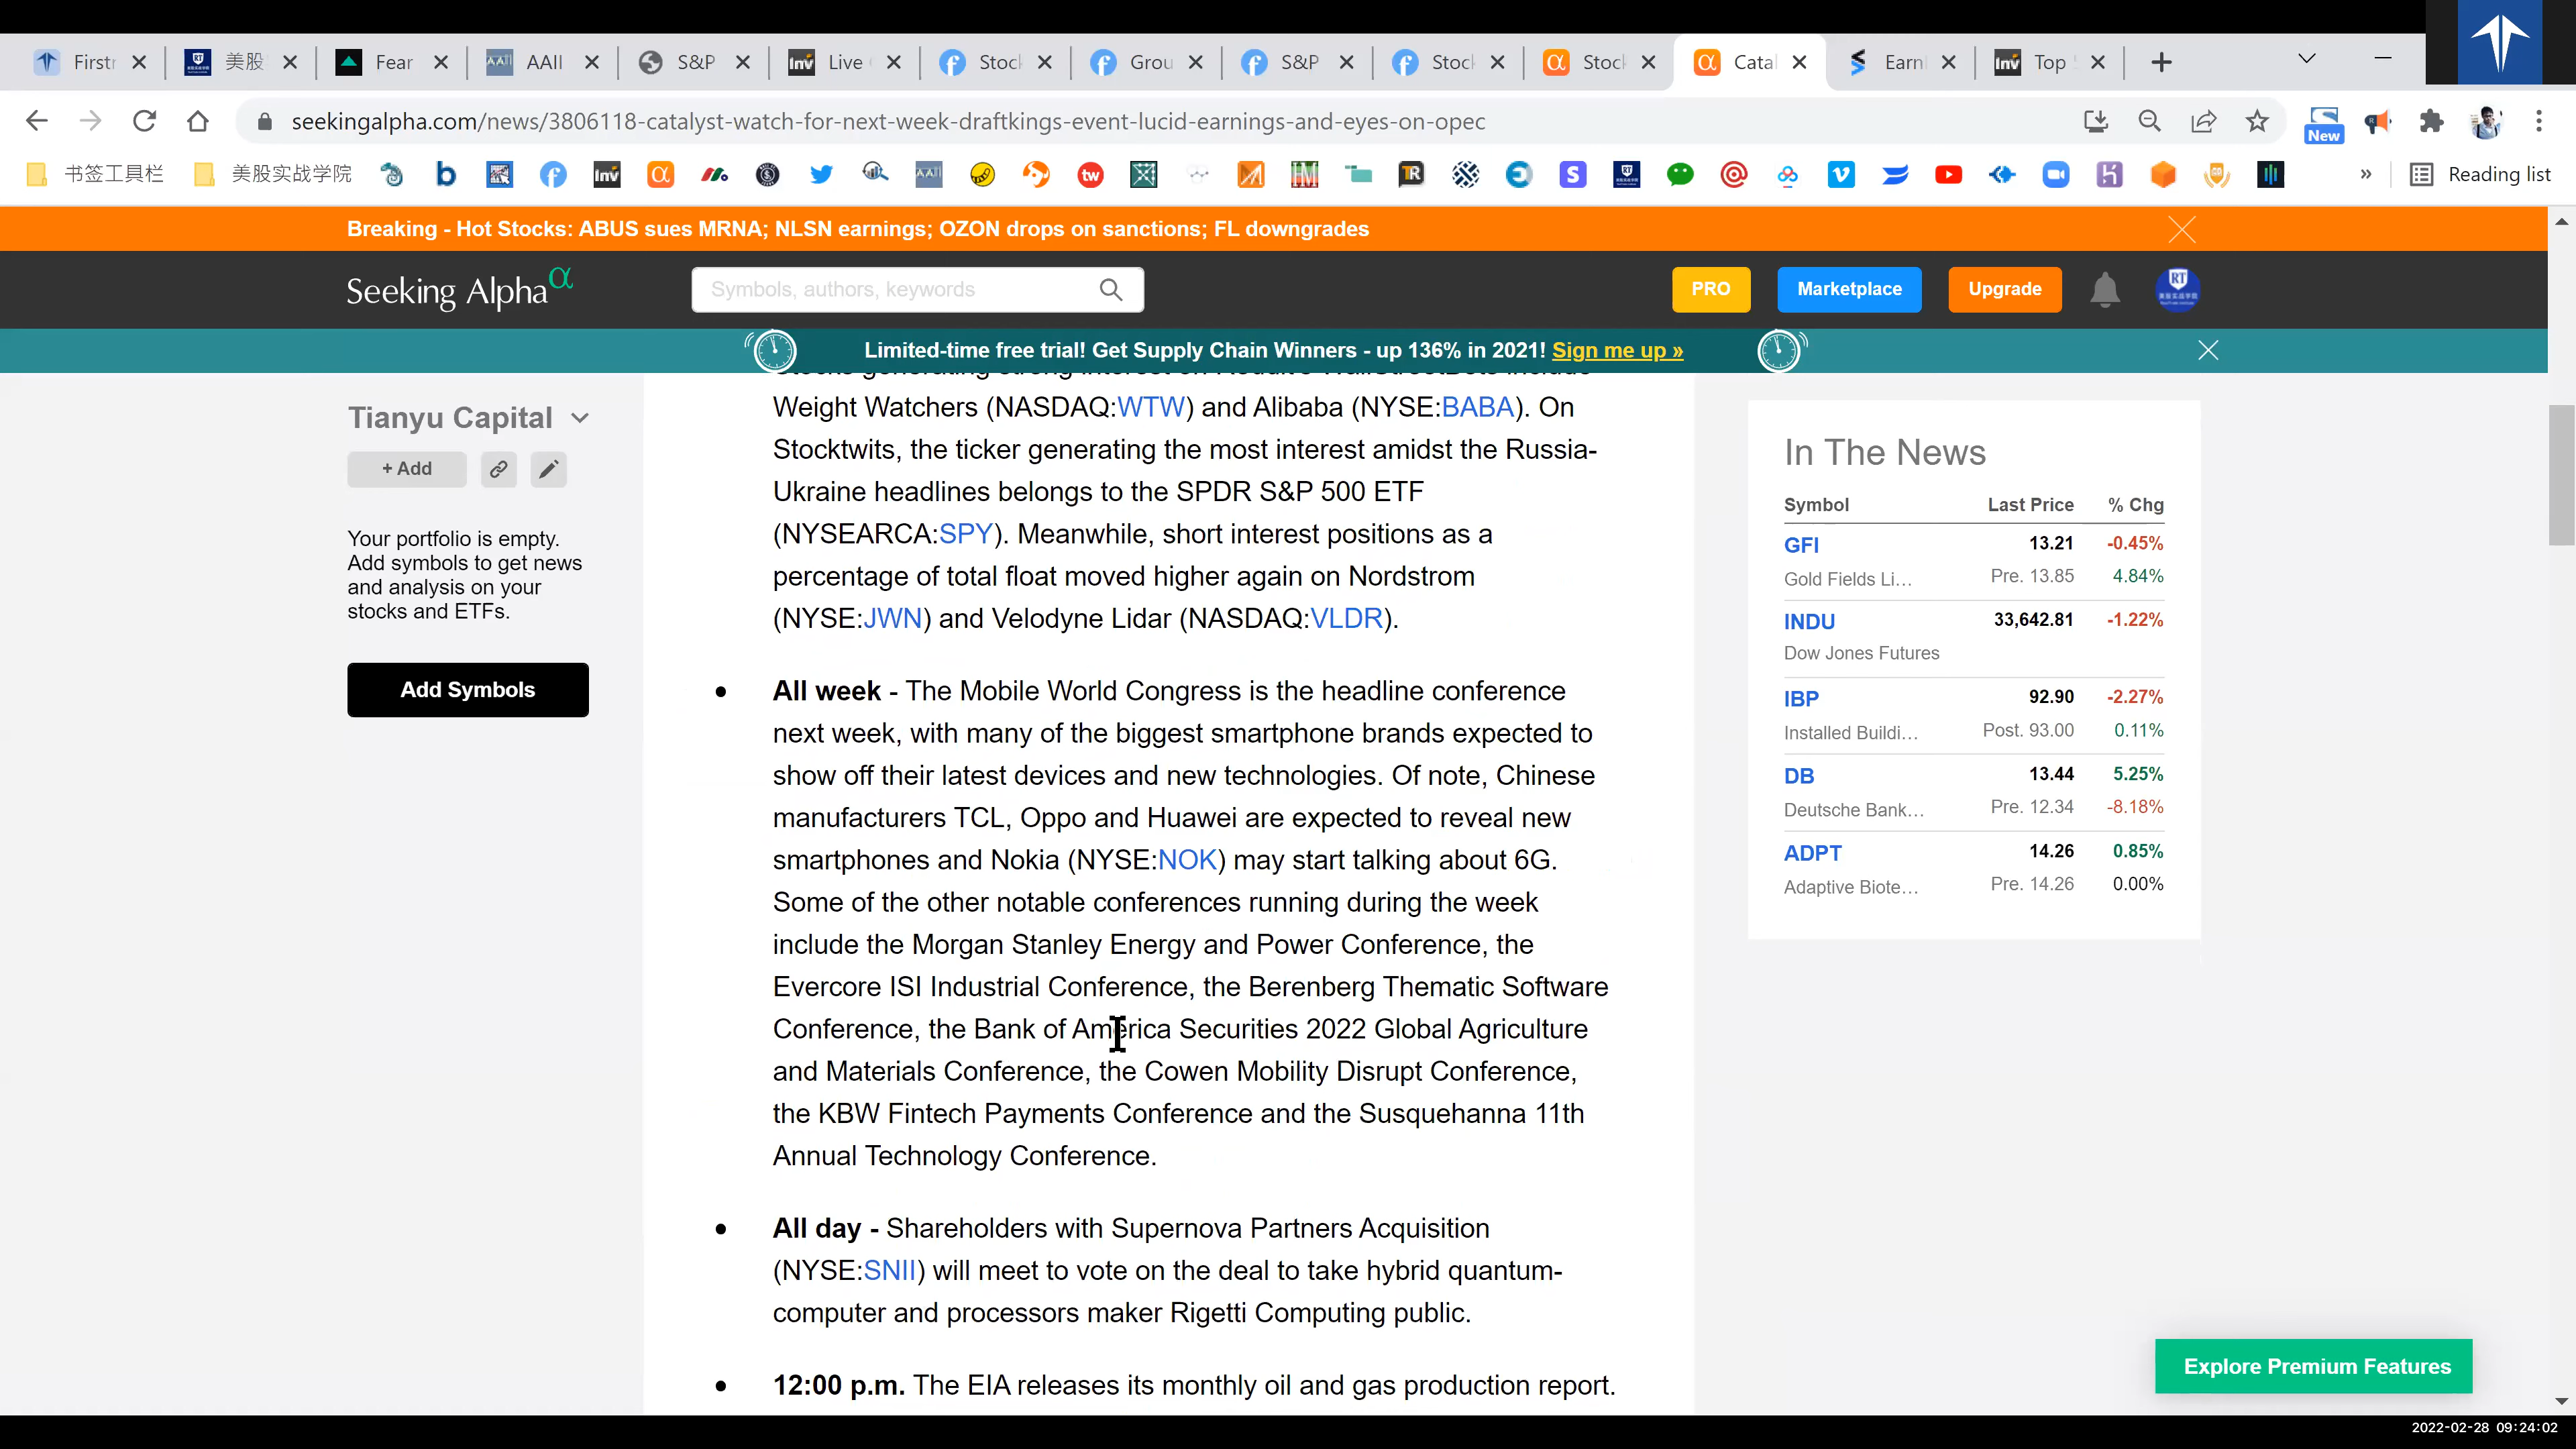 Firstr
美股
Fear
AAII
S&P
Live
Stock
Grou
S&P
Stock
Stock
Catal
Earn
Top
seekingalpha.com/news/3806118-catalyst-watch-for-next-week-draftkings-event-lucid-earnings-and-eyes-on-opec
New
书签工具栏
美股实战学院
Reading list
Breaking - Hot Stocks: ABUS sues MRNA; NLSN earnings; OZON drops on sanctions; FL downgrades
Seeking Alpha α
Symbols, authors, keywords
PRO
Marketplace
Upgrade
Limited-time free trial! Get Supply Chain Winners - up 136% in 2021! Sign me up »
Tianyu Capital
+ Add
Your portfolio is empty.
Add symbols to get news
and analysis on your
stocks and ETFs.
Add Symbols
Weight Watchers (NASDAQ:WTW) and Alibaba (NYSE:BABA). On
Stocktwits, the ticker generating the most interest amidst the Russia-
Ukraine headlines belongs to the SPDR S&P 500 ETF
(NYSEARCA:SPY). Meanwhile, short interest positions as a
percentage of total float moved higher again on Nordstrom
(NYSE:JWN) and Velodyne Lidar (NASDAQ:VLDR).
• All week - The Mobile World Congress is the headline conference
next week, with many of the biggest smartphone brands expected to
show off their latest devices and new technologies. Of note, Chinese
manufacturers TCL, Oppo and Huawei are expected to reveal new
smartphones and Nokia (NYSE:NOK) may start talking about 6G.
Some of the other notable conferences running during the week
include the Morgan Stanley Energy and Power Conference, the
Evercore ISI Industrial Conference, the Berenberg Thematic Software
Conference, the Bank of America Securities 2022 Global Agriculture
and Materials Conference, the Cowen Mobility Disrupt Conference,
the KBW Fintech Payments Conference and the Susquehanna 11th
Annual Technology Conference.
• All day - Shareholders with Supernova Partners Acquisition
(NYSE:SNII) will meet to vote on the deal to take hybrid quantum-
computer and processors maker Rigetti Computing public.
• 12:00 p.m. The EIA releases its monthly oil and gas production report.
In The News
Symbol Last Price % Chg
GFI 13.21 -0.45%
Gold Fields Li... Pre. 13.85 4.84%
INDU 33,642.81 -1.22%
Dow Jones Futures
IBP 92.90 -2.27%
Installed Buildi... Post. 93.00 0.11%
DB 13.44 5.25%
Deutsche Bank... Pre. 12.34 -8.18%
ADPT 14.26 0.85%
Adaptive Biote... Pre. 14.26 0.00%
Explore Premium Features
2022-02-28 09:24:02